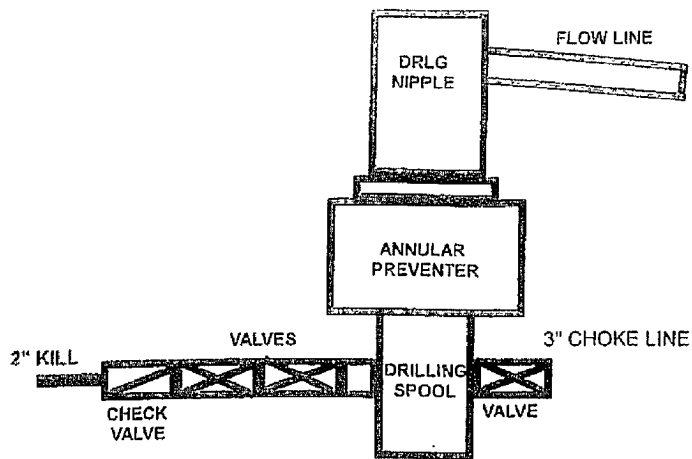 FLOW LINE
DRLG
NIPPLE
ANNULAR
PREVENTER
VALVES
3" CHOKE LINE
2" KILL
DRILLING
SPOOL
CHECK
VALVE
VALVE